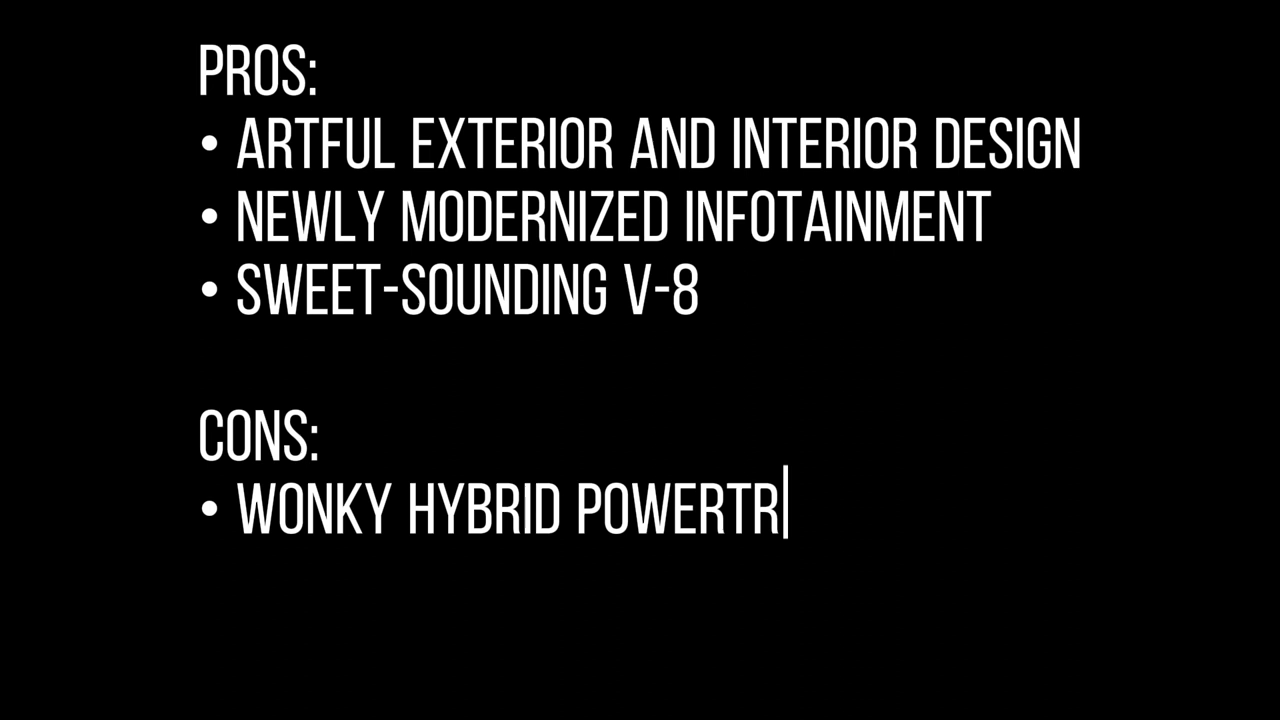 PROS:
• ARTFUL EXTERIOR AND INTERIOR DESIGN
• NEWLY MODERNIZED INFOTAINMENT
• SWEET-SOUNDING V-8
CONS:
• WONKY HYBRID POWERTR